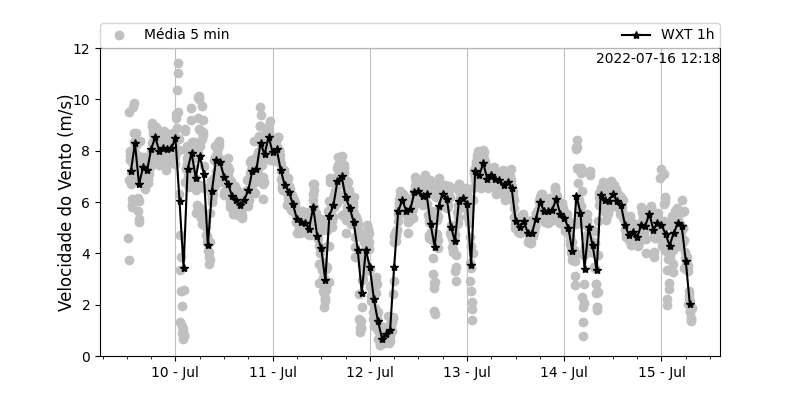 Média 5 min
WXT 1h
2022-07-16 12:18
Velocidade do Vento (m/s)
12
10
8
6
4
2
0
10 - Jul
11 - Jul
12 - Jul
13 - Jul
14 - Jul
15 - Jul